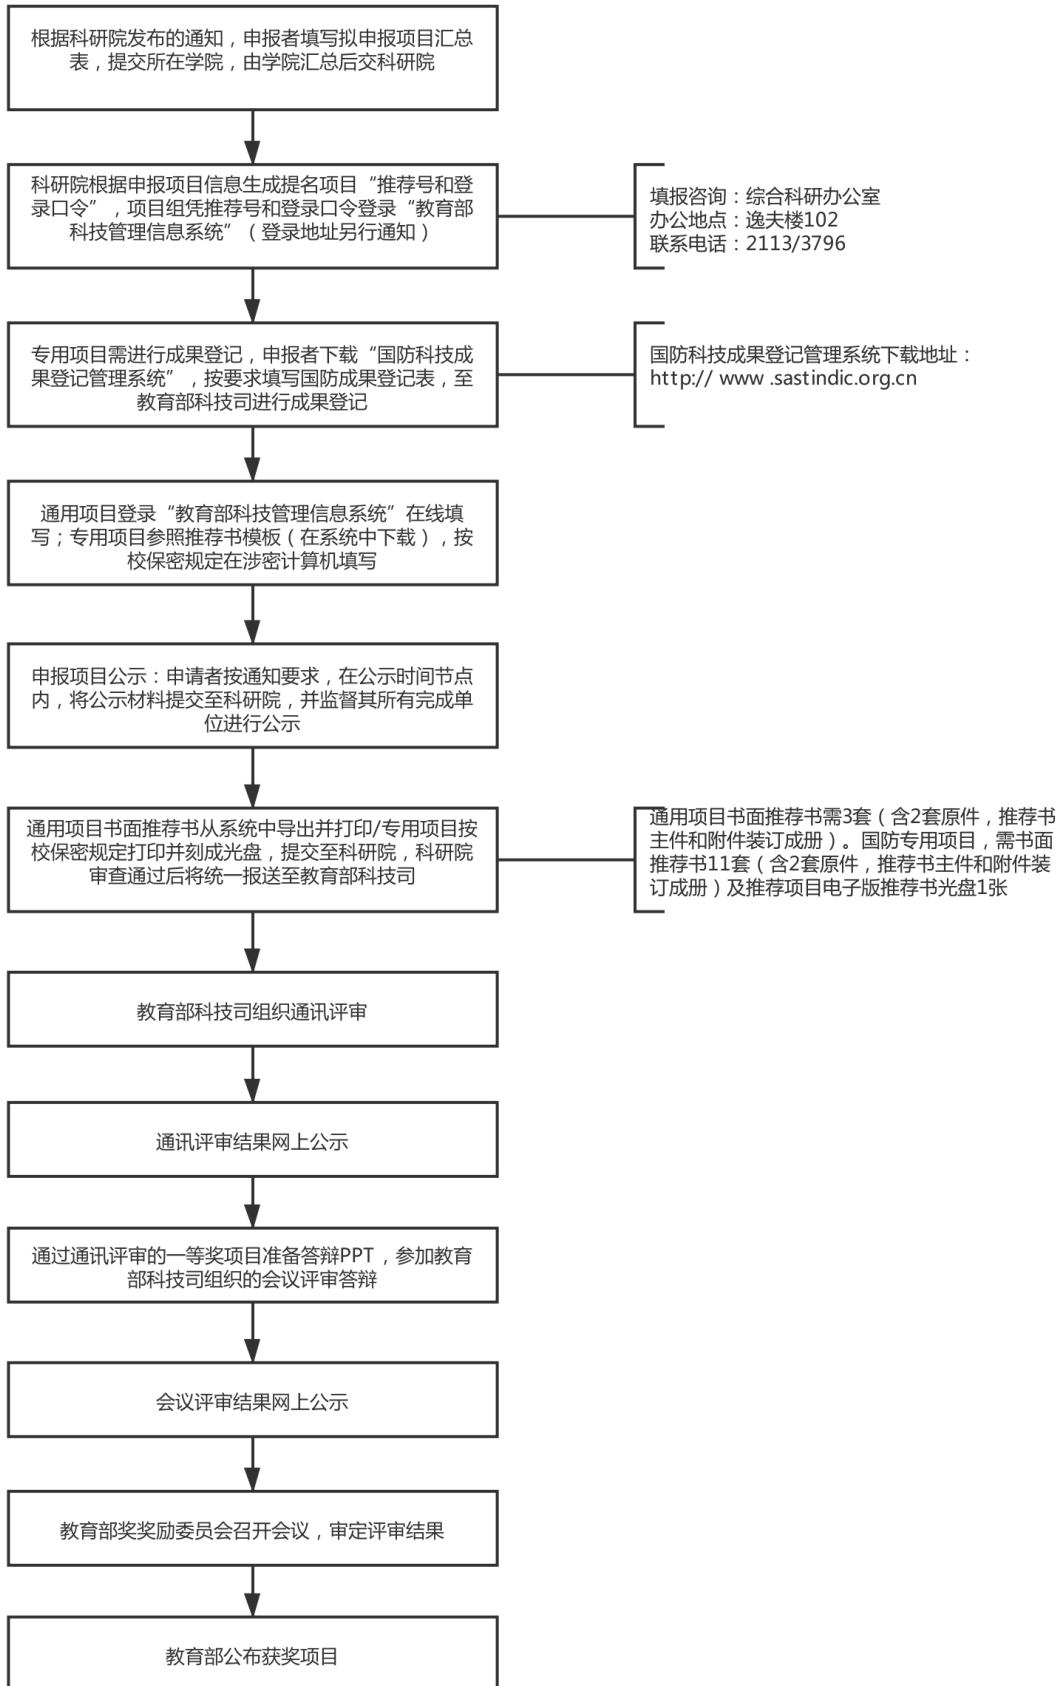 根据科研院发布的通知，申报者填写拟申报项目汇总
表，提交所在学院，由学院汇总后交科研院
科研院根据申报项目信息生成提名项目“推荐号和登
录口令”，项目组凭推荐号和登录口令登录“教育部
科技管理信息系统”（登录地址另行通知）
填报咨询：综合科研办公室
办公地点：逸夫楼102
联系电话：2113/3796
专用项目需进行成果登记，申报者下载“国防科技成
果登记管理系统”，按要求填写国防成果登记表，至
教育部科技司进行成果登记
国防科技成果登记管理系统下载地址：
http:// www .sastindic.org.cn
通用项目登录“教育部科技管理信息系统”在线填
写；专用项目参照推荐书模板（在系统中下载），按
校保密规定在涉密计算机填写
申报项目公示：申请者按通知要求，在公示时间节点
内，将公示材料提交至科研院，并监督其所有完成单
位进行公示
通用项目书面推荐书从系统中导出并打印/专用项目按
校保密规定打印并刻成光盘，提交至科研院，科研院
审查通过后将统一报送至教育部科技司
通用项目书面推荐书需3套（含2套原件，推荐书
主件和附件装订成册）。国防专用项目，需书面
推荐书11套（含2套原件，推荐书主件和附件装
订成册）及推荐项目电子版推荐书光盘1张
教育部科技司组织通讯评审
通讯评审结果网上公示
通过通讯评审的一等奖项目准备答辩PPT，参加教育
部科技司组织的会议评审答辩
会议评审结果网上公示
教育部奖奖励委员会召开会议，审定评审结果
教育部公布获奖项目